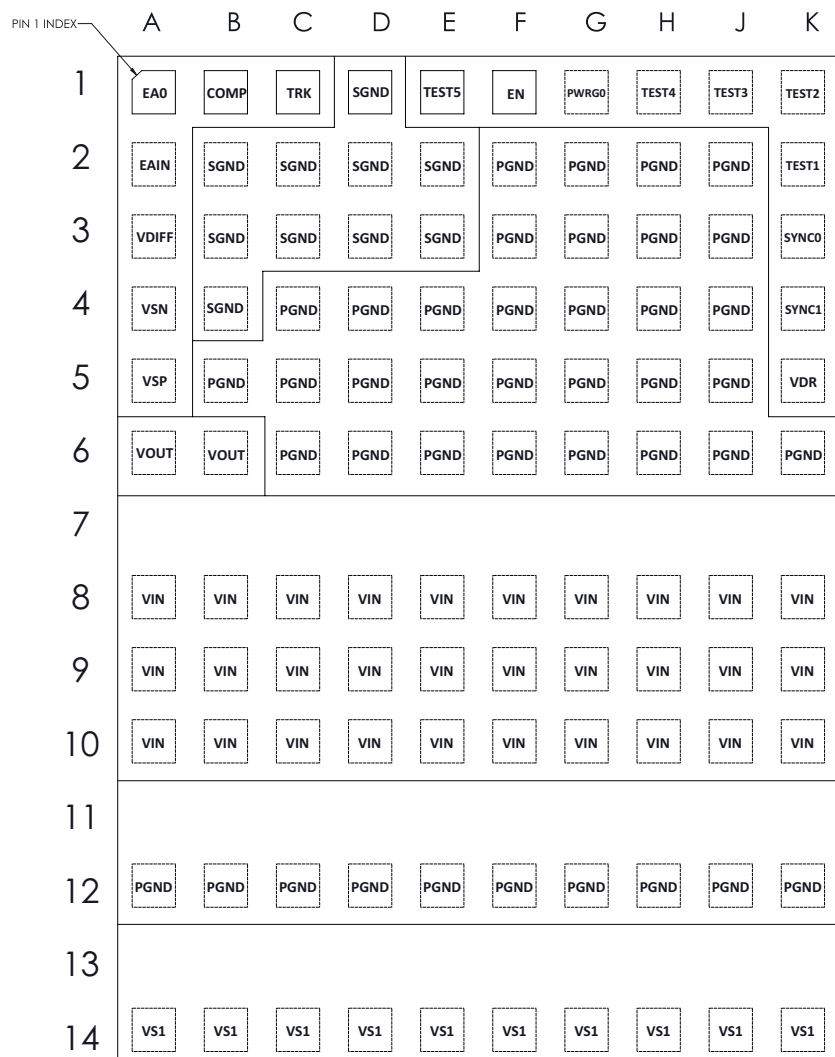 PIN 1 INDEX
A B C D E F G H J K
1 EA0 COMP TRK SGND TEST5 EN PWRG0 TEST4 TEST3 TEST2
2 EAIN SGND SGND SGND SGND PGND PGND PGND PGND TEST1
3 VDIFF SGND SGND SGND SGND PGND PGND PGND PGND SYNC0
4 VSN SGND PGND PGND PGND PGND PGND PGND PGND SYNC1
5 VSP PGND PGND PGND PGND PGND PGND PGND PGND VDR
6 VOUT VOUT PGND PGND PGND PGND PGND PGND PGND PGND
7
8 VIN VIN VIN VIN VIN VIN VIN VIN VIN VIN
9 VIN VIN VIN VIN VIN VIN VIN VIN VIN VIN
10 VIN VIN VIN VIN VIN VIN VIN VIN VIN VIN
11
12 PGND PGND PGND PGND PGND PGND PGND PGND PGND PGND
13
14 VS1 VS1 VS1 VS1 VS1 VS1 VS1 VS1 VS1 VS1